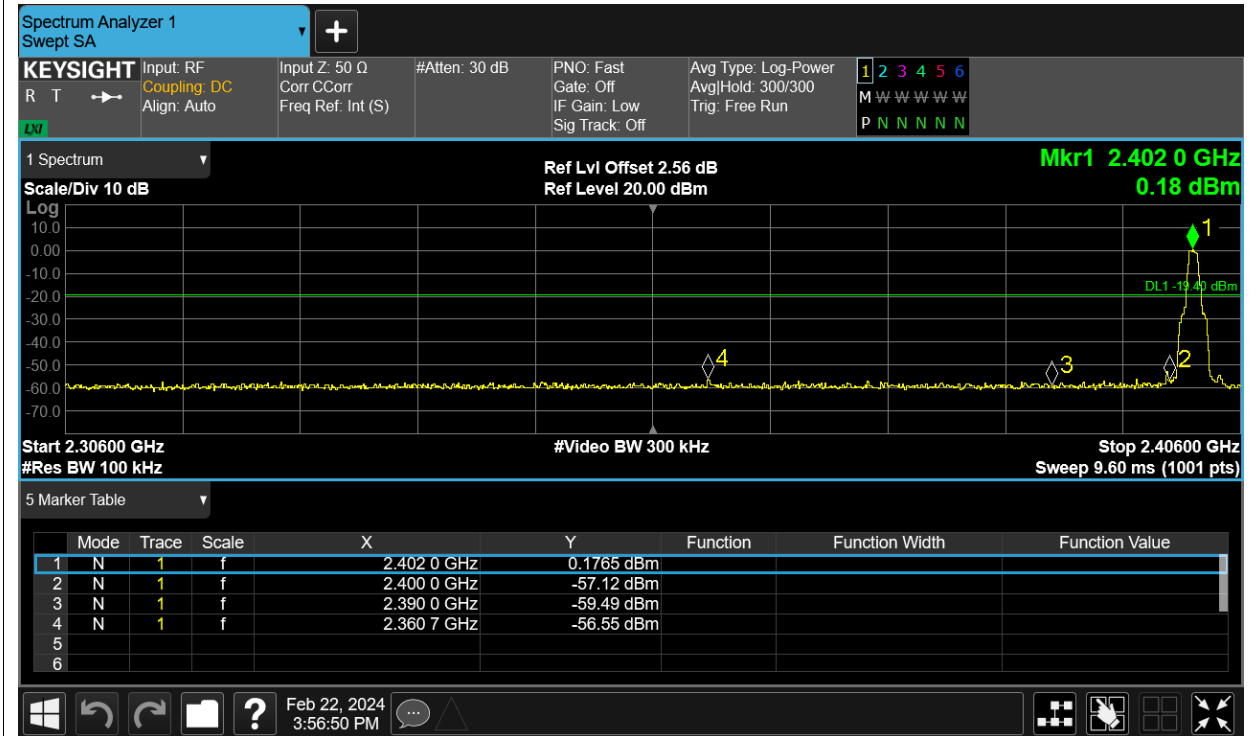 Spectrum Analyzer 1
Swept SA
+
KEYSIGHT Input: RF Input Z: 50 Ω #Atten: 30 dB PNO: Fast Avg Type: Log-Power 1 2 3 4 5 6
R T Coupling: DC Corr CCorr Gate: Off Avg|Hold: 300/300 M W W W W W W
Align: Auto Freq Ref: Int (S) IF Gain: Low Trig: Free Run
LXI Sig Track: Off P N N N N N N
1 Spectrum Ref Lvl Offset 2.56 dB Mkr1 2.402 0 GHz
Scale/Div 10 dB Ref Level 20.00 dBm 0.18 dBm
Log
10.0 1
0.00
-10.0
DL1 -19.40 dBm
-20.0
-30.0
-40.0
-50.0 4 3 2
-60.0
-70.0
Start 2.30600 GHz #Video BW 300 kHz Stop 2.40600 GHz
#Res BW 100 kHz Sweep 9.60 ms (1001 pts)
5 Marker Table
Mode Trace Scale X Y Function Function Width Function Value
1 N 1 f 2.402 0 GHz 0.1765 dBm
2 N 1 f 2.400 0 GHz -57.12 dBm
3 N 1 f 2.390 0 GHz -59.49 dBm
4 N 1 f 2.360 7 GHz -56.55 dBm
5
6
? Feb 22, 2024
3:56:50 PM